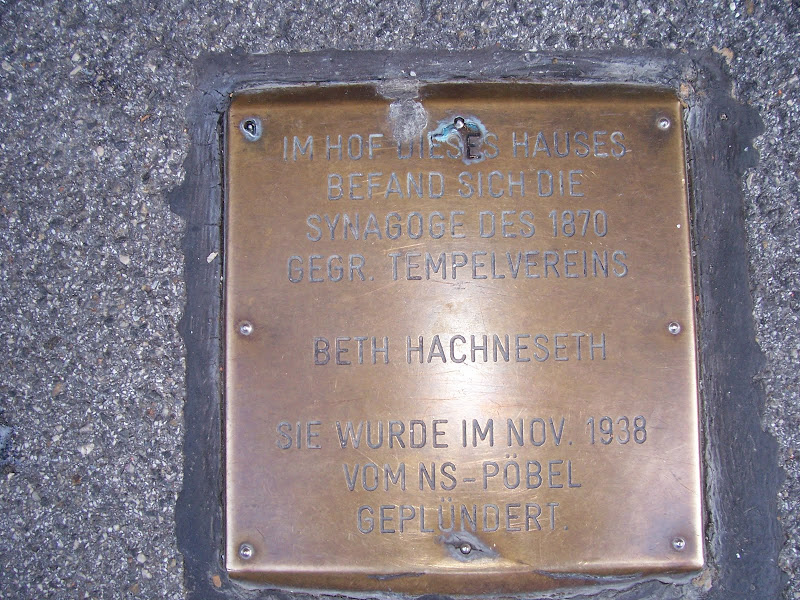 IM HOF DIESES HAUSES
BEFAND SICH DIE
SYNAGOGE DES 1870
GEGR. TEMPELVEREINS
BETH HACHNESETH
SIE WURDE IM NOV. 1938
VOM NS-PÖBEL
GEPLÜNDERT.